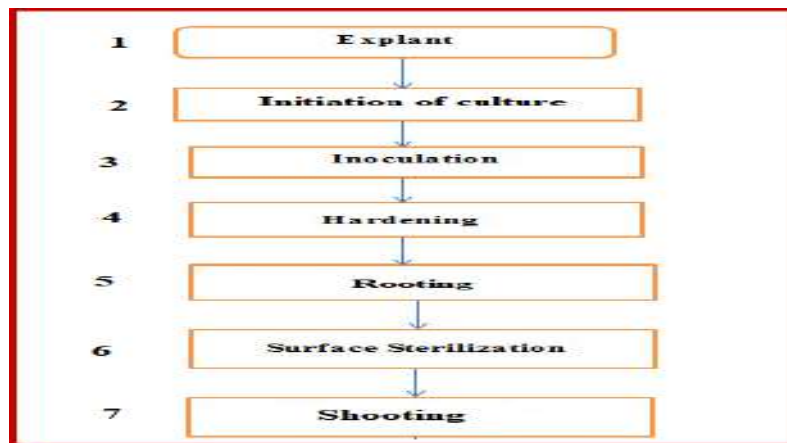 1 Explant
2 Initiation of culture
3 Inoculation
4 Hardening
5 Rooting
6 Surface Sterilization
7 Shooting